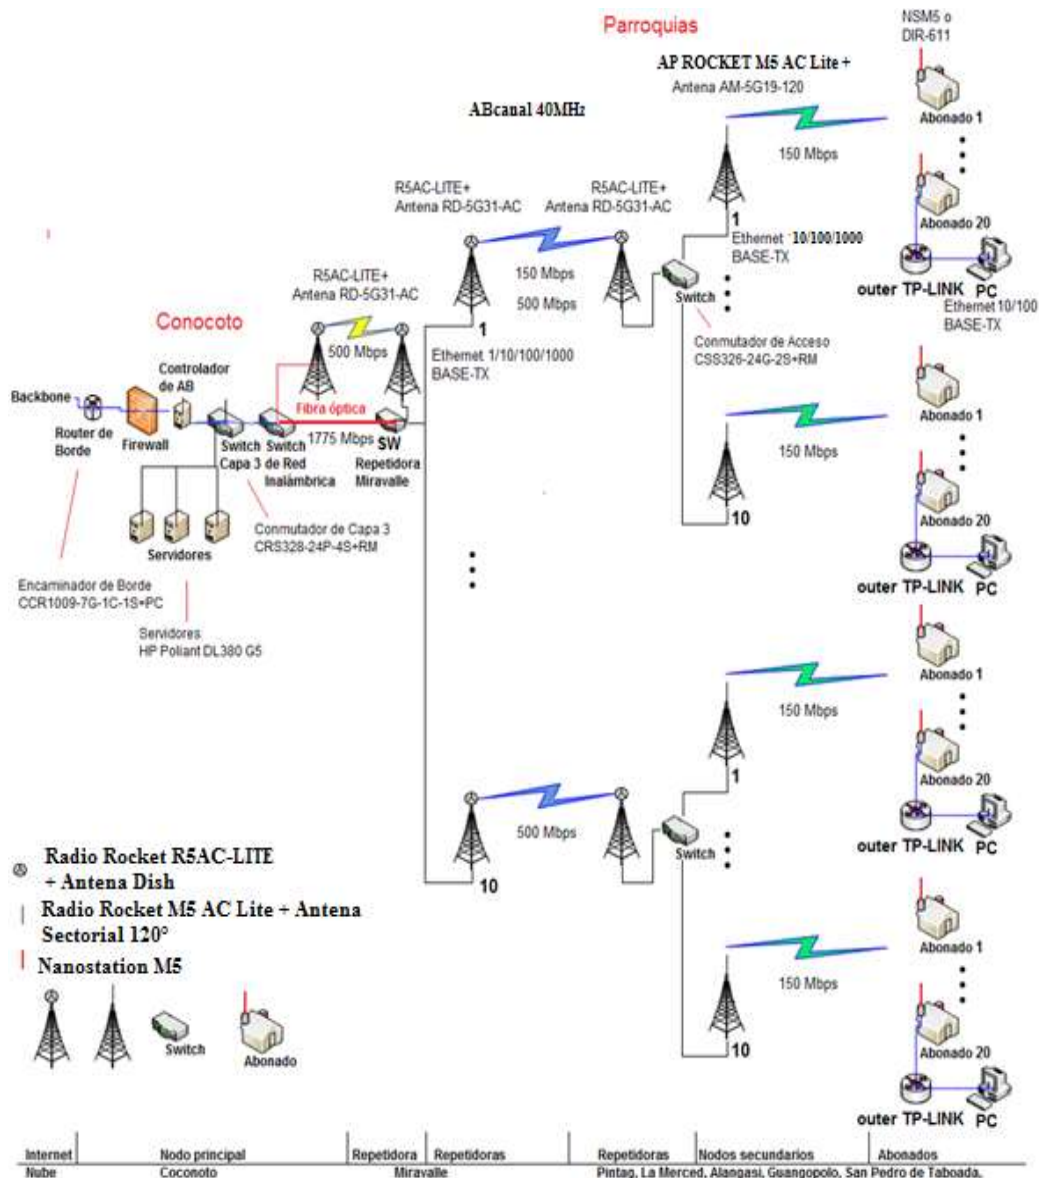 Parroquias
NSM5 o
DIR-611
AP ROCKET M5 AC Lite +
Antena AM-5G19-120
ABcanal 40MHz
Abonado 1
150 Mbps
R5AC-LITE+
Antena RD-5G31-AC
R5AC-LITE+
Antena RD-5G31-AC
Abonado 20
1
Ethernet 10/100/1000
BASE-TX
R5AC-LITE+
Antena RD-5G31-AC
150 Mbps
500 Mbps
Switch
outer TP-LINK PC
Ethernet 10/100
BASE-TX
Conocoto
500 Mbps
1
Ethernet 1/10/100/1000
BASE-TX
Conmutador de Acceso
CSS326-24G-2S+RM
Controlador
de AB
Backbone
Router de
Borde
Firewall
Fibra óptica
1775 Mbps
Switch
Capa 3
Switch
de Red
Inalámbrica
SW
Repetidora
Miravalle
Abonado 1
150 Mbps
10
Abonado 20
Servidores
Conmutador de Capa 3
CRS328-24P-4S+RM
Encaminador de Borde
CCR1009-7G-1C-1S+PC
outer TP-LINK PC
Servidores
HP Poliant DL380 G5
Abonado 1
150 Mbps
1
Abonado 20
500 Mbps
Switch
outer TP-LINK PC
10
Radio Rocket R5AC-LITE
+ Antena Dish
Radio Rocket M5 AC Lite + Antena
Sectorial 120°
Nanostation M5
Abonado 1
150 Mbps
10
Switch
Abonado
Abonado 20
outer TP-LINK PC
Internet Nodo principal Repetidora Repetidoras Repetidoras Nodos secundarios Abonados
Nube Coconoto Miravalle Pintag, La Merced, Alangasi, Guangopolo, San Pedro de Taboada,